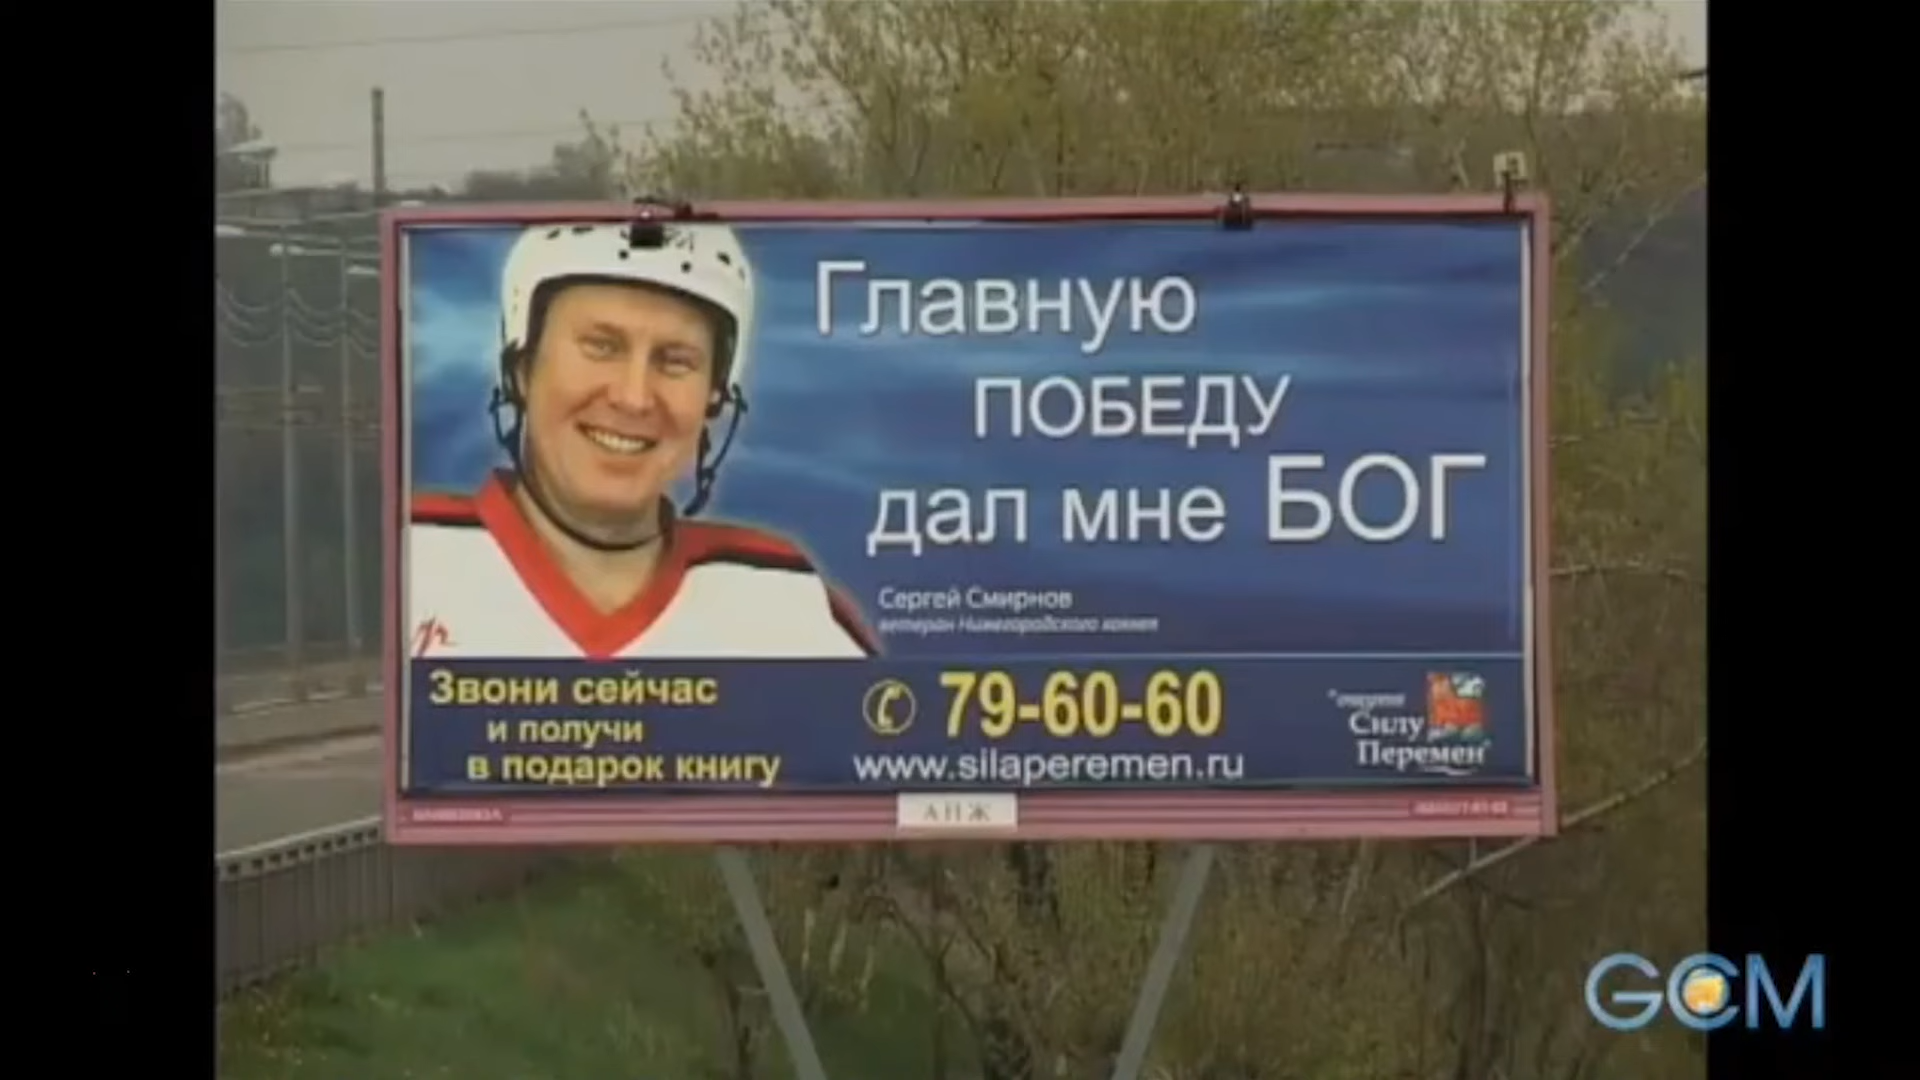 Главную
ПОБЕДУ
дал мне БОГ
Сергей Смирнов
ветеран Нижегородского хоккея
Звони сейчас
и получи
в подарок книгу
79-60-60
www.silaperemen.ru
Силу
Перемен
АНЖ
GCM